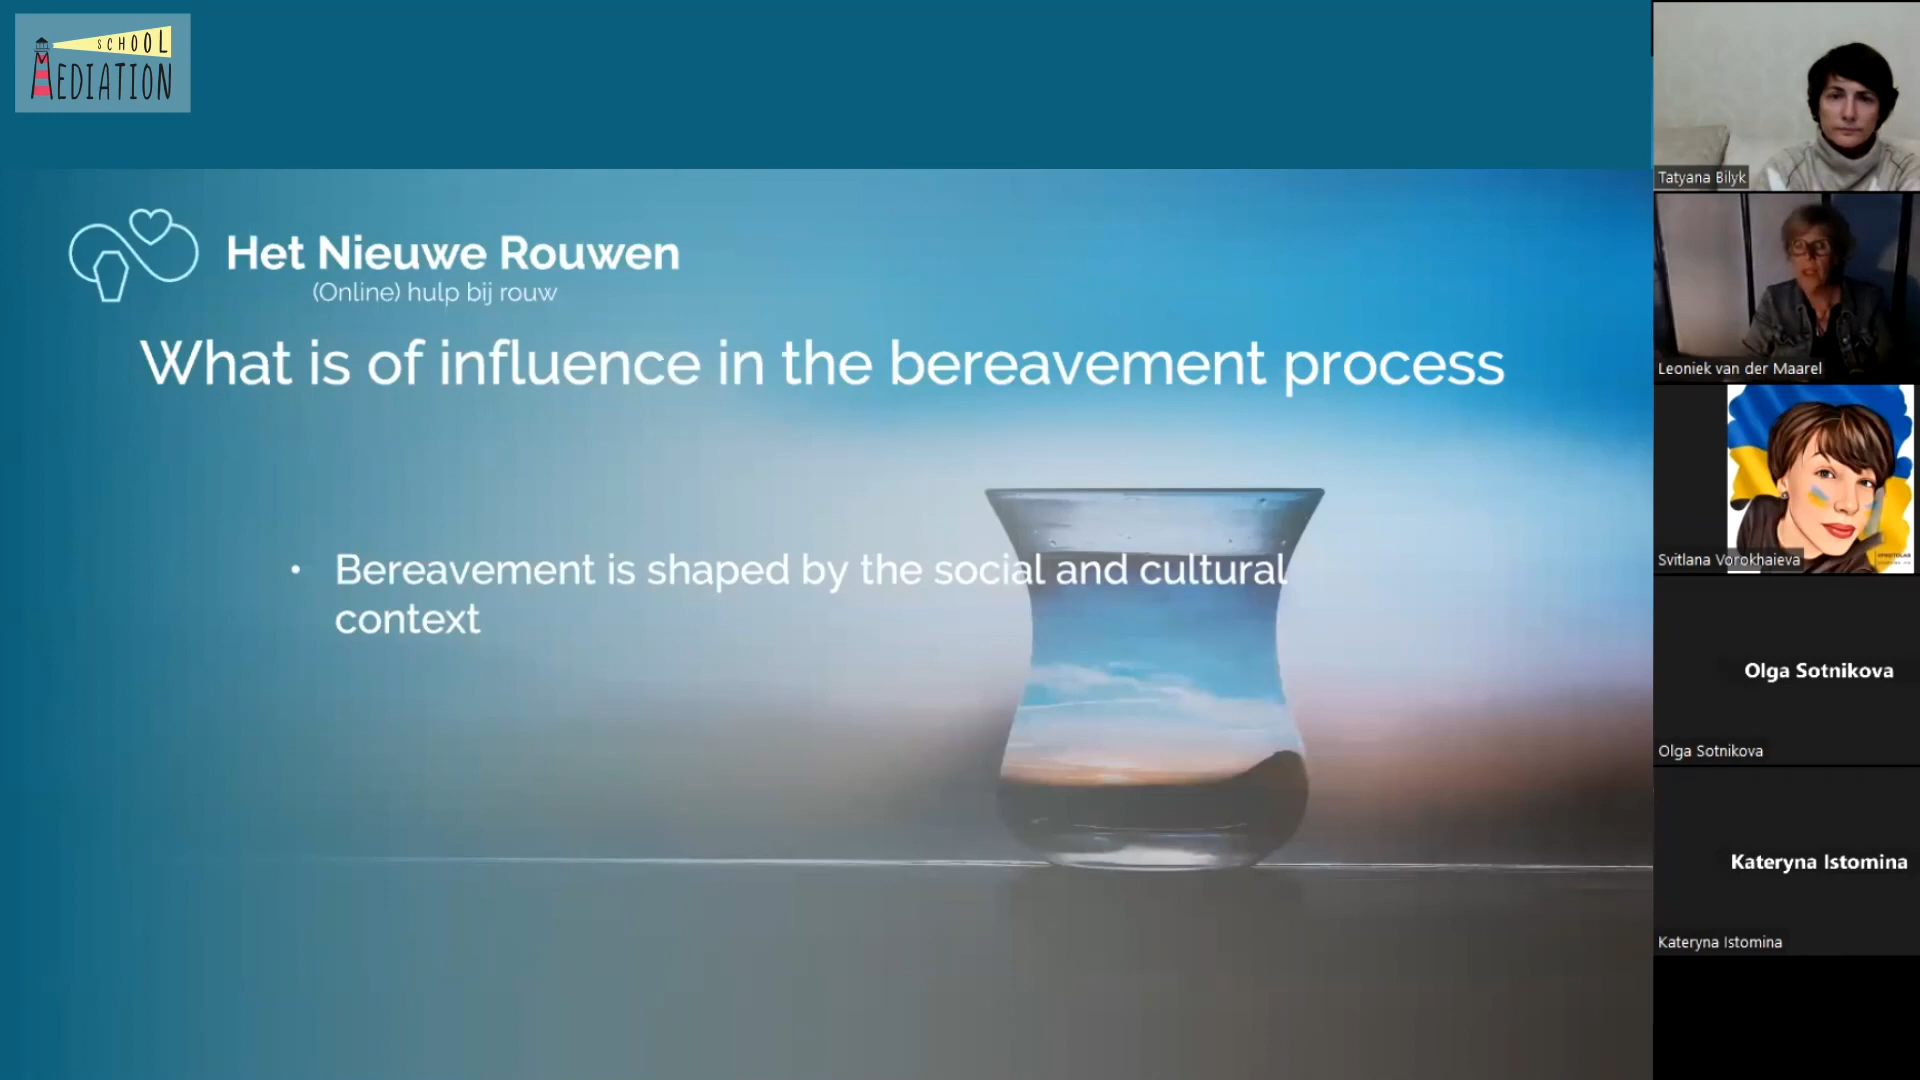 SCHOOL
MEDIATION
Het Nieuwe Rouwen
(Online) hulp bij rouw
What is of influence in the bereavement process
• Bereavement is shaped by the social and cultural
context
Tatyana Bilyk
Leoniek van der Maarel
Svitlana Vorokhaieva
Olga Sotnikova
Olga Sotnikova
Kateryna Istomina
Kateryna Istomina